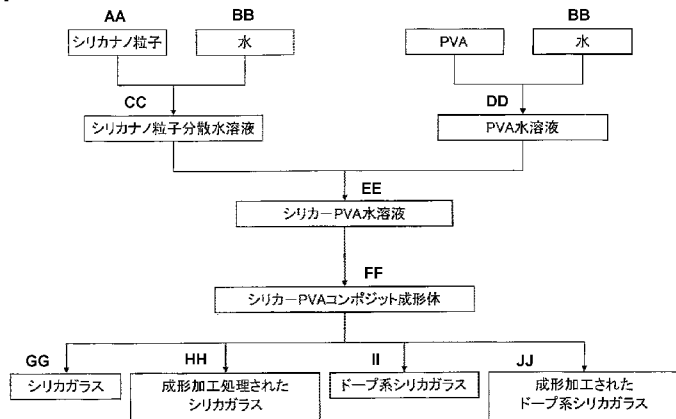 AA
BB
BB
シリカナノ粒子
水
PVA
水
CC
DD
シリカナノ粒子分散水溶液
PVA水溶液
EE
シリカーPVA水溶液
FF
シリカーPVAコンポジット成形体
GG
HH
II
JJ
シリカガラス
成形加工処理された
シリカガラス
ドープ系シリカガラス
成形加工された
ドープ系シリカガラス